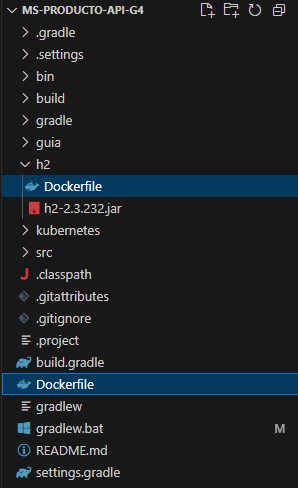 MS-PRODUCTO-API-G4
.gradle
.settings
bin
build
gradle
guia
h2
Dockerfile
h2-2.3.232.jar
kubernetes
src
.classpath
.gitattributes
.gitignore
.project
build.gradle
Dockerfile
gradlew
gradlew.bat M
README.md
settings.gradle